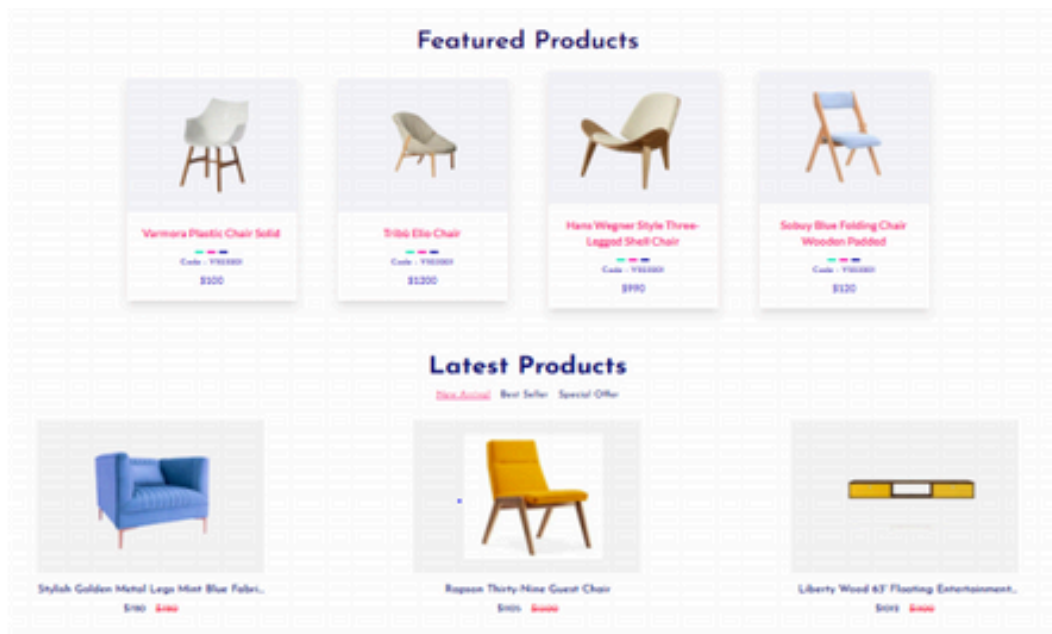 Featured Products
Varmora Plastic Chair Solid
Code - Y523201
$100
Tribù Elio Chair
Code - Y523201
$1200
Hans Wegner Style Three-
Legged Shell Chair
Code - Y523201
$990
Sobuy Blue Folding Chair
Wooden Padded
Code - Y523201
$120
Latest Products
New Arrival Best Seller Special Offer
Stylish Golden Metal Legs Mint Blue Fabri...
Rapson Thirty-Nine Guest Chair
Liberty Wood 63" Floating Entertainment...